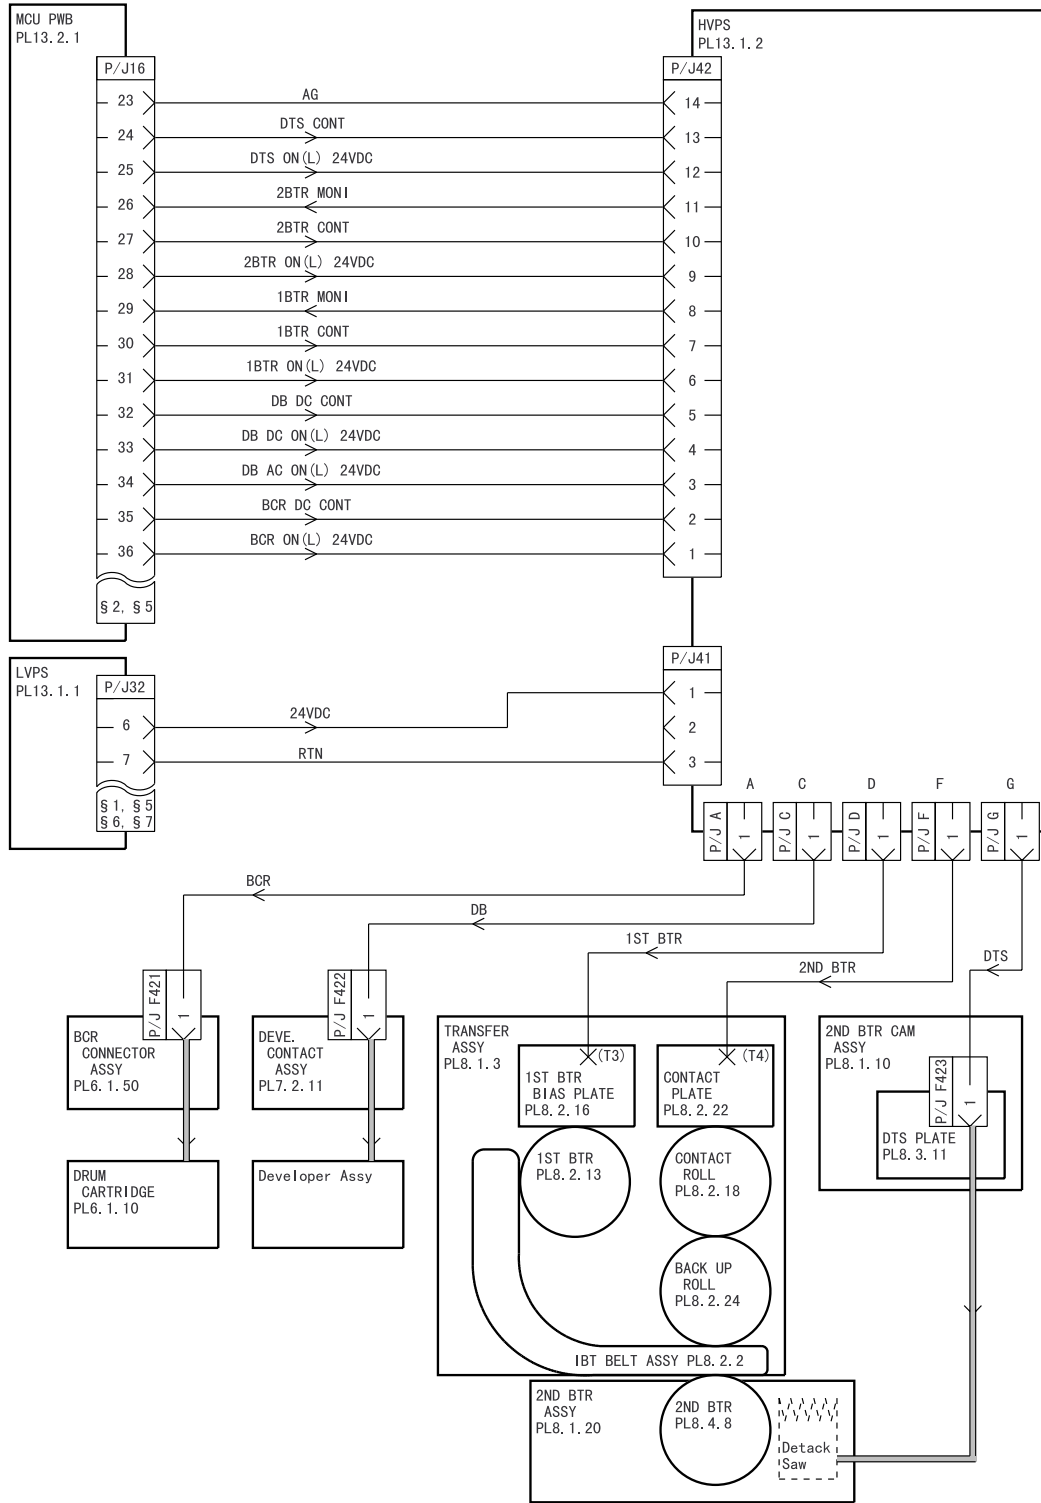 MCU PWB
PL13.2.1
HVPS
PL13.1.2
P/J16
P/J42
23
AG
14
24
DTS CONT
13
25
DTS ON(L) 24VDC
12
26
2BTR MONI
11
27
2BTR CONT
10
28
2BTR ON(L) 24VDC
9
29
1BTR MONI
8
30
1BTR CONT
7
31
1BTR ON(L) 24VDC
6
32
DB DC CONT
5
33
DB DC ON(L) 24VDC
4
34
DB AC ON(L) 24VDC
3
35
BCR DC CONT
2
36
BCR ON(L) 24VDC
1
§2, §5
LVPS
PL13.1.1
P/J32
P/J41
1
6
24VDC
2
7
RTN
3
§1, §5
§6, §7
A
C
D
F
G
P/J A
1
P/J C
1
P/J D
1
P/J F
1
P/J G
1
BCR
DB
1ST BTR
2ND BTR
DTS
P/J F421
1
P/J F422
1
BCR
CONNECTOR
ASSY
PL6.1.50
DEVE.
CONTACT
ASSY
PL7.2.11
TRANSFER
ASSY
PL8.1.3
(T3)
1ST BTR
BIAS PLATE
PL8.2.16
(T4)
CONTACT
PLATE
PL8.2.22
2ND BTR CAM
ASSY
PL8.1.10
P/J F423
1
DTS PLATE
PL8.3.11
DRUM
CARTRIDGE
PL6.1.10
Developer Assy
1ST BTR
PL8.2.13
CONTACT
ROLL
PL8.2.18
BACK UP
ROLL
PL8.2.24
IBT BELT ASSY PL8.2.2
2ND BTR
ASSY
PL8.1.20
2ND BTR
PL8.4.8
Detack
Saw